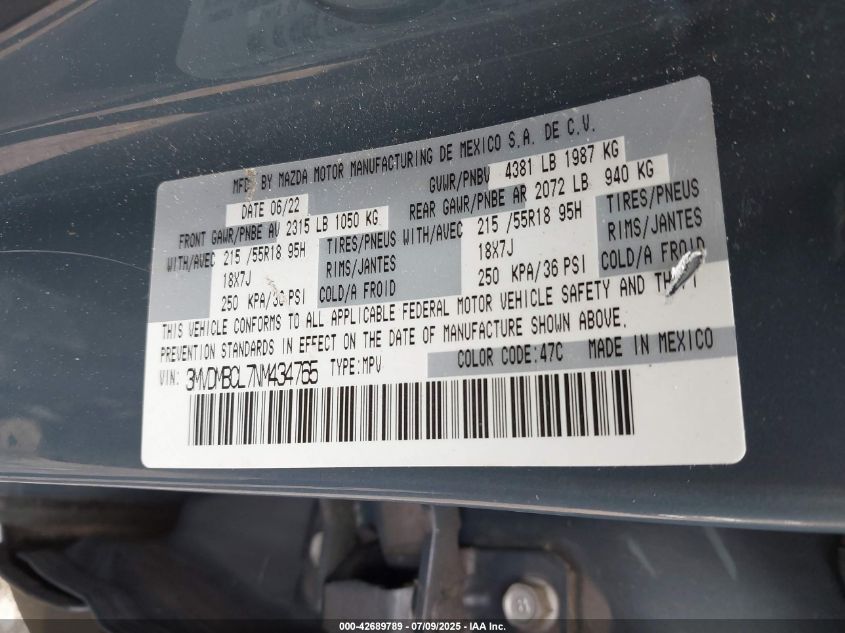 MFD BY MAZDA MOTOR MANUFACTURING DE MEXICO S.A. DE C.V.
DATE 06/22 GVWR/PNBV 4381 LB 1987 KG
FRONT GAWR/PNBE AV 2315 LB 1050 KG REAR GAWR/PNBE AR 2072 LB 940 KG
WITH/AVEC 215 /55R18 95H TIRES/PNEUS WITH/AVEC 215 /55R18 95H TIRES/PNEUS
18X7J RIMS/JANTES 18X7J RIMS/JANTES
250 KPA/36 PSI COLD/A FROID 250 KPA/36 PSI COLD/A FROID
THIS VEHICLE CONFORMS TO ALL APPLICABLE FEDERAL MOTOR VEHICLE SAFETY AND THEFT
PREVENTION STANDARDS IN EFFECT ON THE DATE OF MANUFACTURE SHOWN ABOVE.
VIN: 3MVDMBCL7NM434765 TYPE:MPV COLOR CODE:47C MADE IN MEXICO
000-42689789 - 07/09/2025 - IAA Inc.